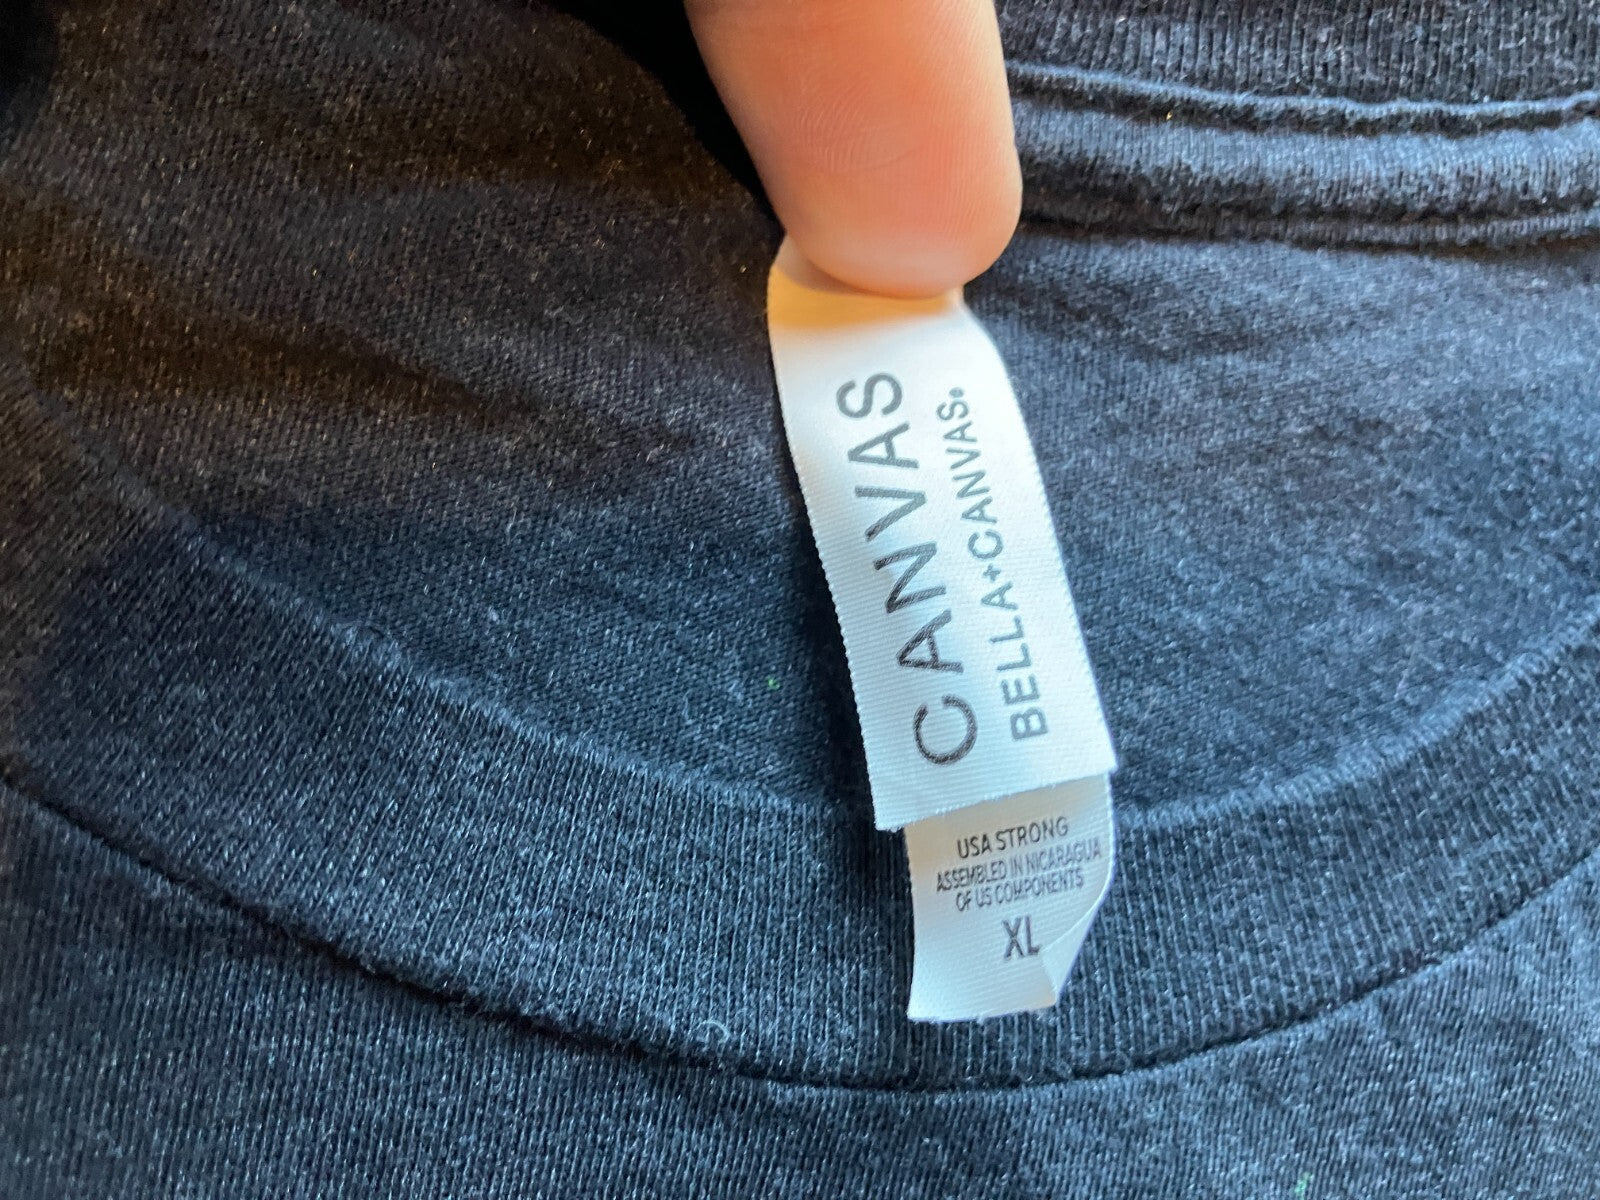 CANVAS
BELLA+CANVAS®
USA STRONG
ASSEMBLED IN NICARAGUA
OF US COMPONENTS
XL